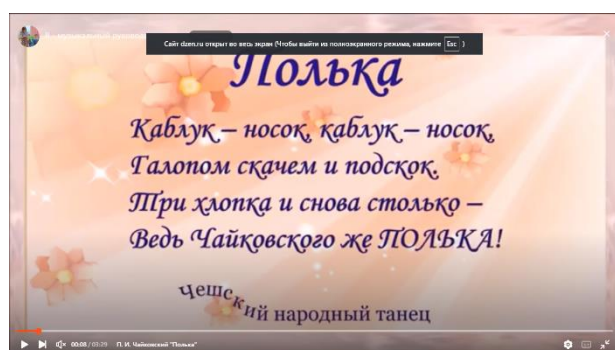 Я - музыкальный руководитель
Сайт dzen.ru открыт во весь экран (Чтобы выйти из полноэкранного режима, нажмите Esc )
Полька
Каблук – носок, каблук – носок,
Галопом скачем и подскок.
Три хлопка и снова столько –
Ведь Чайковского же ПОЛЬКА!
Чешский народный танец
00:08 / 03:29 П. И. Чайковский "Полька"